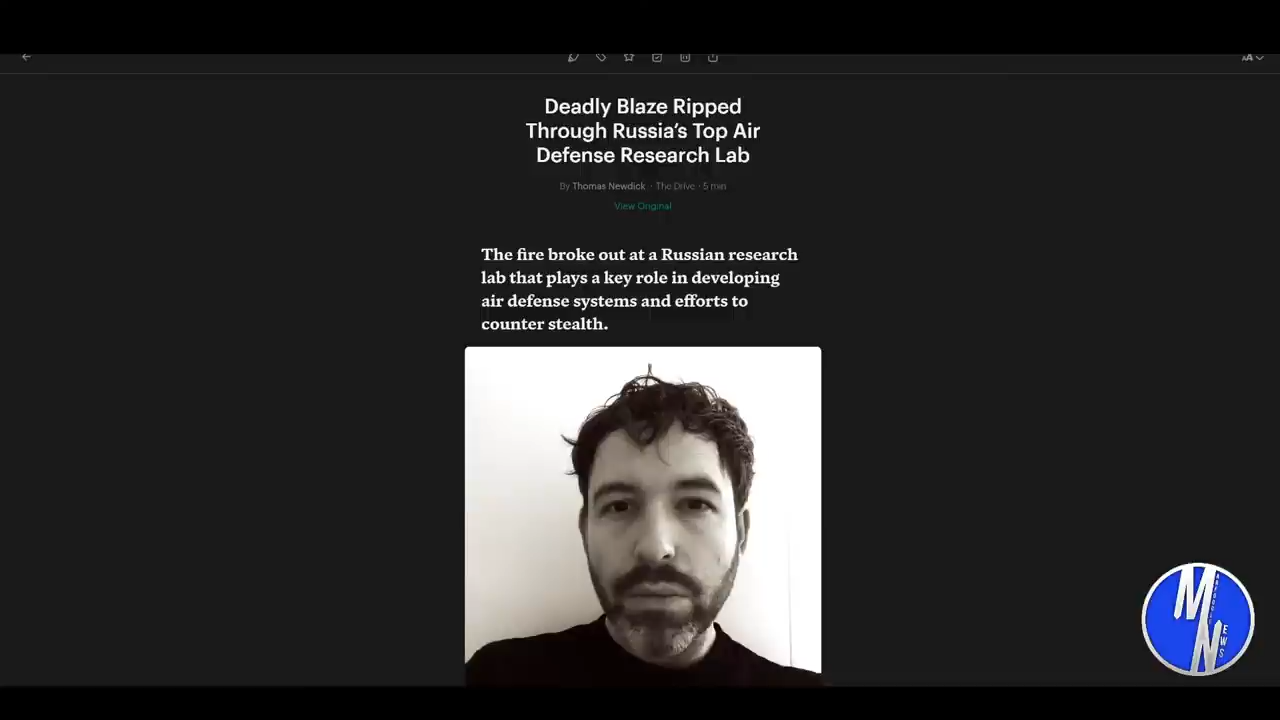 Deadly Blaze Ripped
Through Russia's Top Air
Defense Research Lab
By Thomas Newdick · The Drive · 5 min
View Original
The fire broke out at a Russian research
lab that plays a key role in developing
air defense systems and efforts to
counter stealth.
AA
M
N
EWS